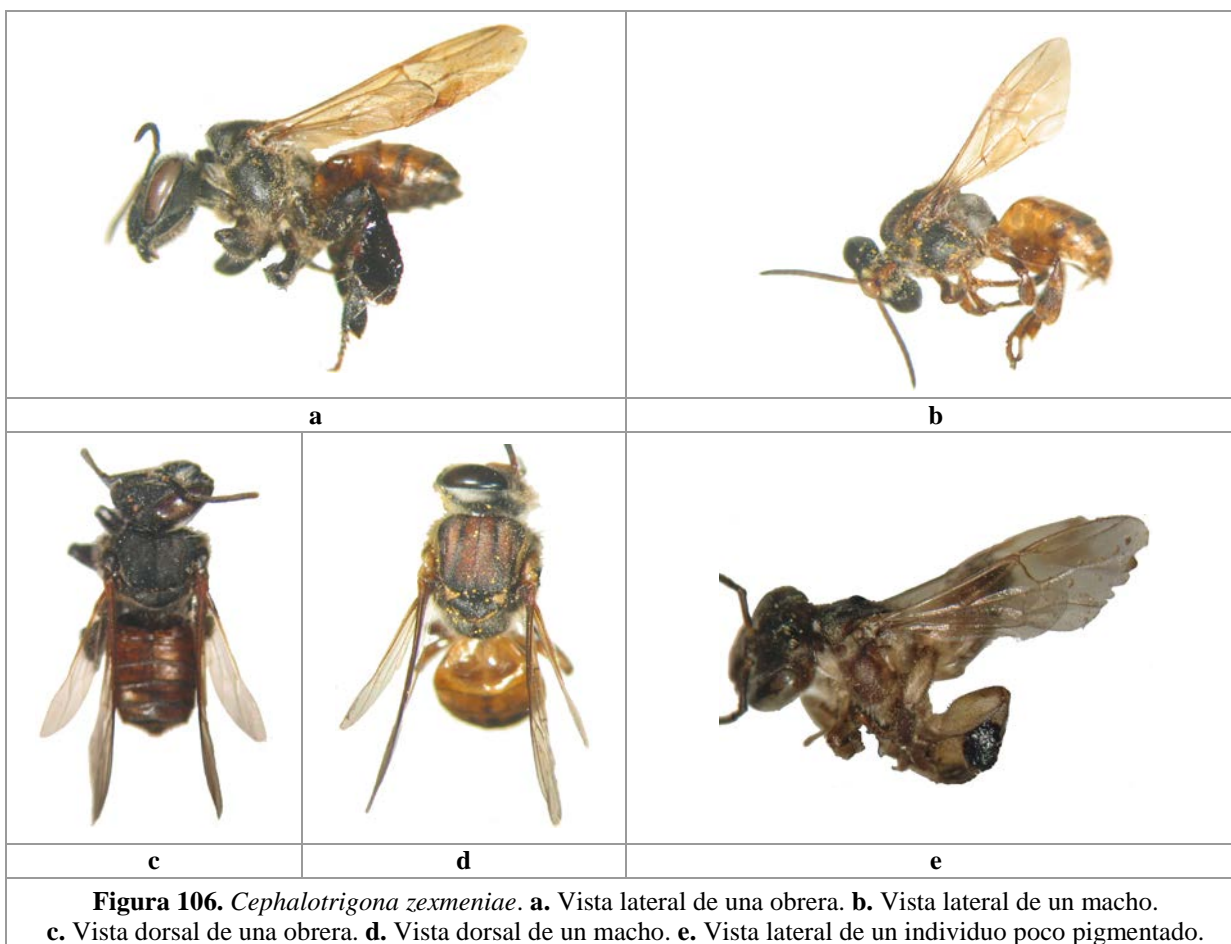 a
b
c
d
e
Figura 106. Cephalotrigona zexmeniae. a. Vista lateral de una obrera. b. Vista lateral de un macho.
c. Vista dorsal de una obrera. d. Vista dorsal de un macho. e. Vista lateral de un individuo poco pigmentado.